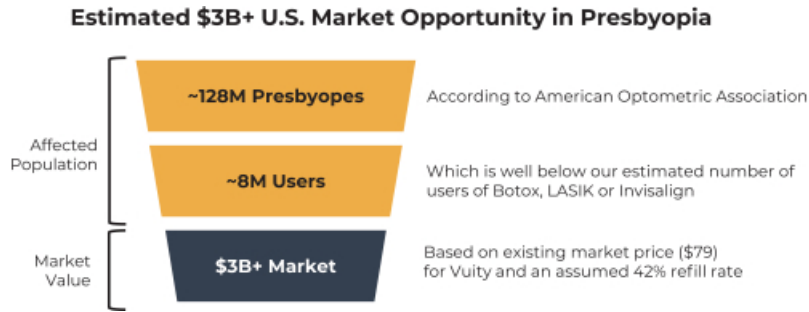 Estimated $3B+ U.S. Market Opportunity in Presbyopia
Affected
Population
~128M Presbyopes
According to American Optometric Association
~8M Users
Which is well below our estimated number of
users of Botox, LASIK or Invisalign
Market
Value
$3B+ Market
Based on existing market price ($79)
for Vuity and an assumed 42% refill rate